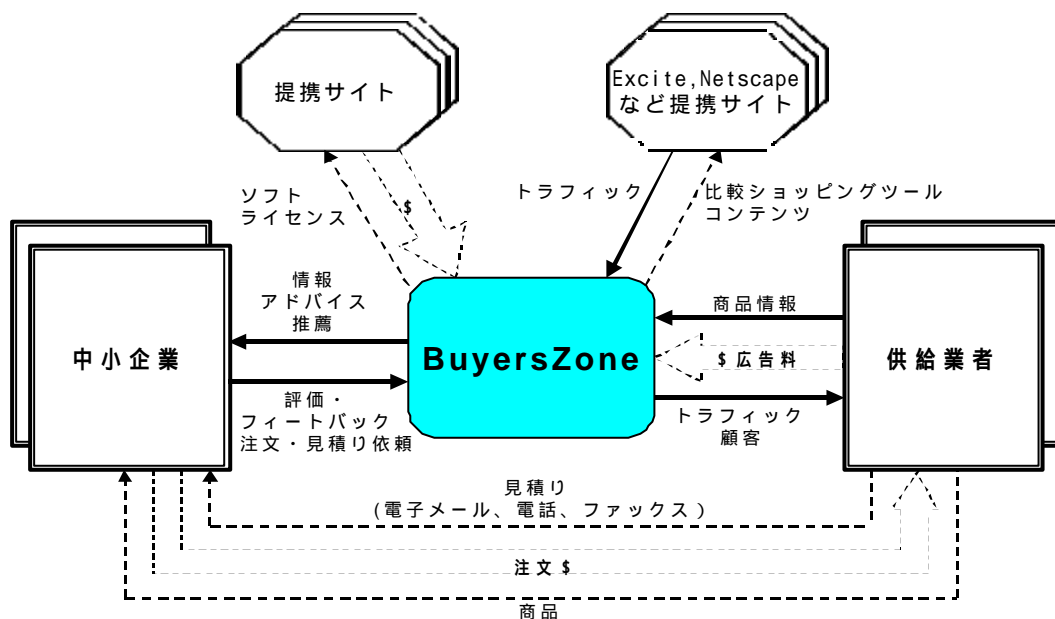 提携サイト
Excite,Netscape
など提携サイト
ソフト
ライセンス
$
トラフィック
比較ショッピングツール
コンテンツ
情報
アドバイス
推薦
商品情報
中小企業
BuyersZone
$広告料
供給業者
評価・
フィートバック
注文・見積り依頼
トラフィック
顧客
見積り
(電子メール、電話、ファックス)
注文$
商品